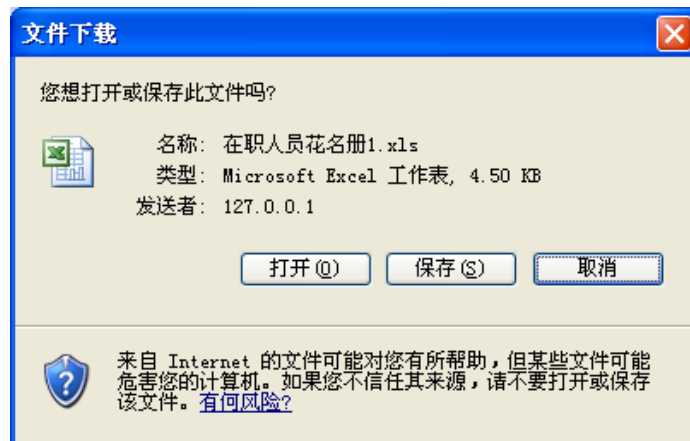 文件下载
您想打开或保存此文件吗?
名称: 在职人员花名册1.xls
类型: Microsoft Excel 工作表, 4.50 KB
发送者: 127.0.0.1
打开(O) 保存(S) 取消
来自 Internet 的文件可能对您有所帮助，但某些文件可能
危害您的计算机。如果您不信任其来源，请不要打开或保存
该文件。有何风险?